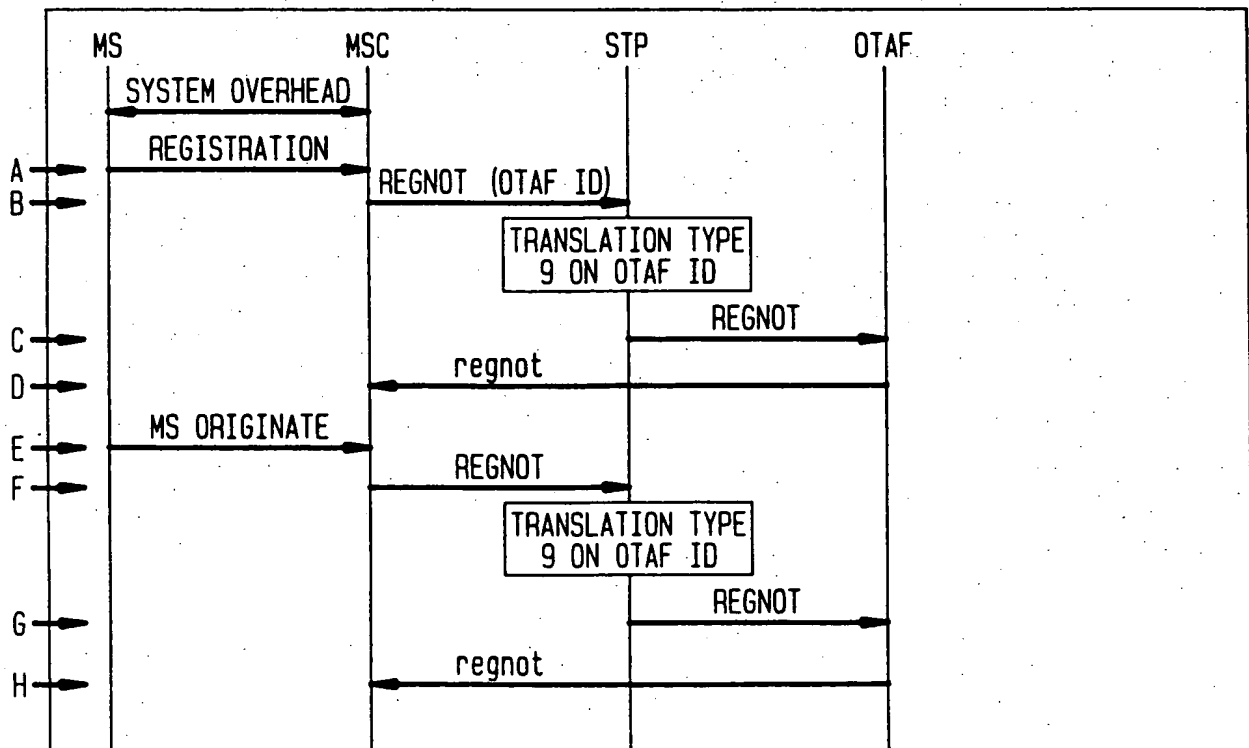 MS MSC STP OTAF
SYSTEM OVERHEAD
A REGISTRATION
B REGNOT (OTAF ID)
TRANSLATION TYPE
9 ON OTAF ID
C REGNOT
D regnot
E MS ORIGINATE
F REGNOT
TRANSLATION TYPE
9 ON OTAF ID
G REGNOT
H regnot